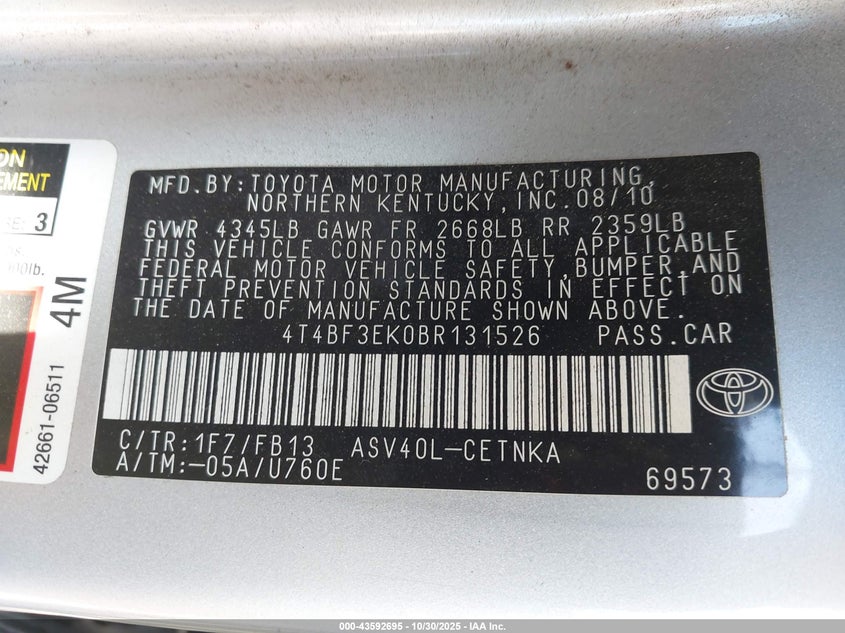 ON
EMENT
3
00lb.
4M
42661-06511
MFD. BY: TOYOTA MOTOR MANUFACTURING,
NORTHERN KENTUCKY, INC. 08/10
GVWR 4345LB GAWR FR 2668LB RR 2359LB
THIS VEHICLE CONFORMS TO ALL APPLICABLE
FEDERAL MOTOR VEHICLE SAFETY, BUMPER, AND
THEFT PREVENTION STANDARDS IN EFFECT ON
THE DATE OF MANUFACTURE SHOWN ABOVE.
4T4BF3EK0BR131526 PASS.CAR
C/TR: 1F7/FB13 ASV40L-CETNKA
A/TM:-05A/U760E
69573
000-43592695 - 10/30/2025 - IAA Inc.